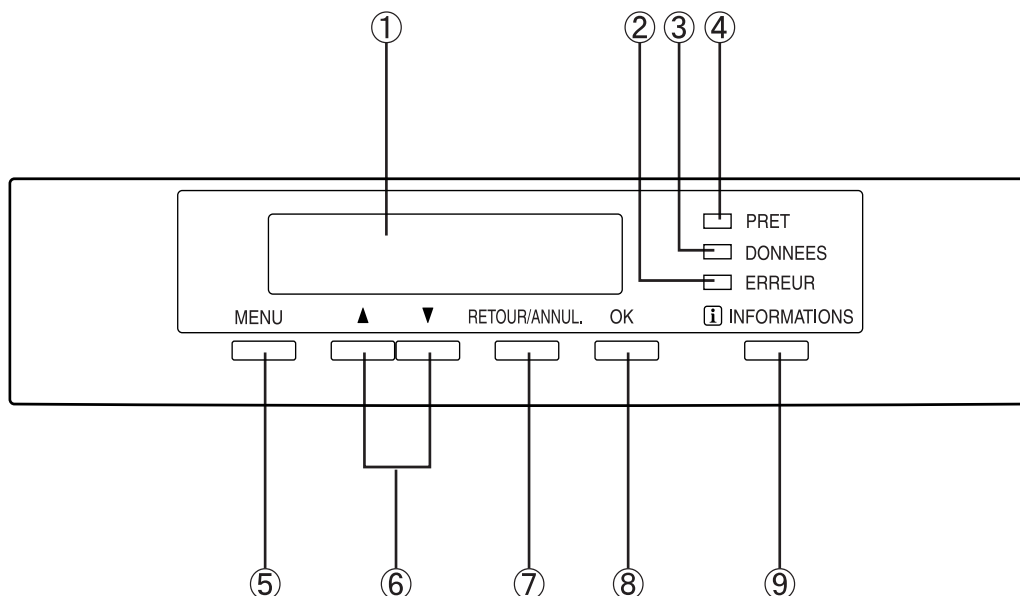 ① ② ③ ④
PRET
DONNEES
ERREUR
MENU ▲ ▼ RETOUR/ANNUL. OK i INFORMATIONS
⑤ ⑥ ⑦ ⑧ ⑨